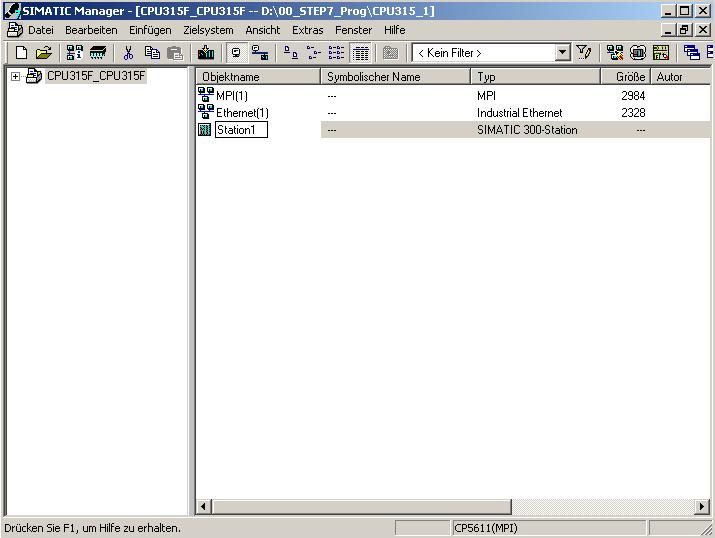 SIMATIC Manager - [CPU315F_CPU315F -- D:\00_STEP7_Prog\CPU315_1]
Datei Bearbeiten Einfügen Zielsystem Ansicht Extras Fenster Hilfe
< Kein Filter >
CPU315F_CPU315F
Objektname Symbolischer Name Typ Größe Autor
MPI(1) --- MPI 2984
Ethernet(1) --- Industrial Ethernet 2328
Station1 --- SIMATIC 300-Station ---
Drücken Sie F1, um Hilfe zu erhalten. CP5611(MPI)